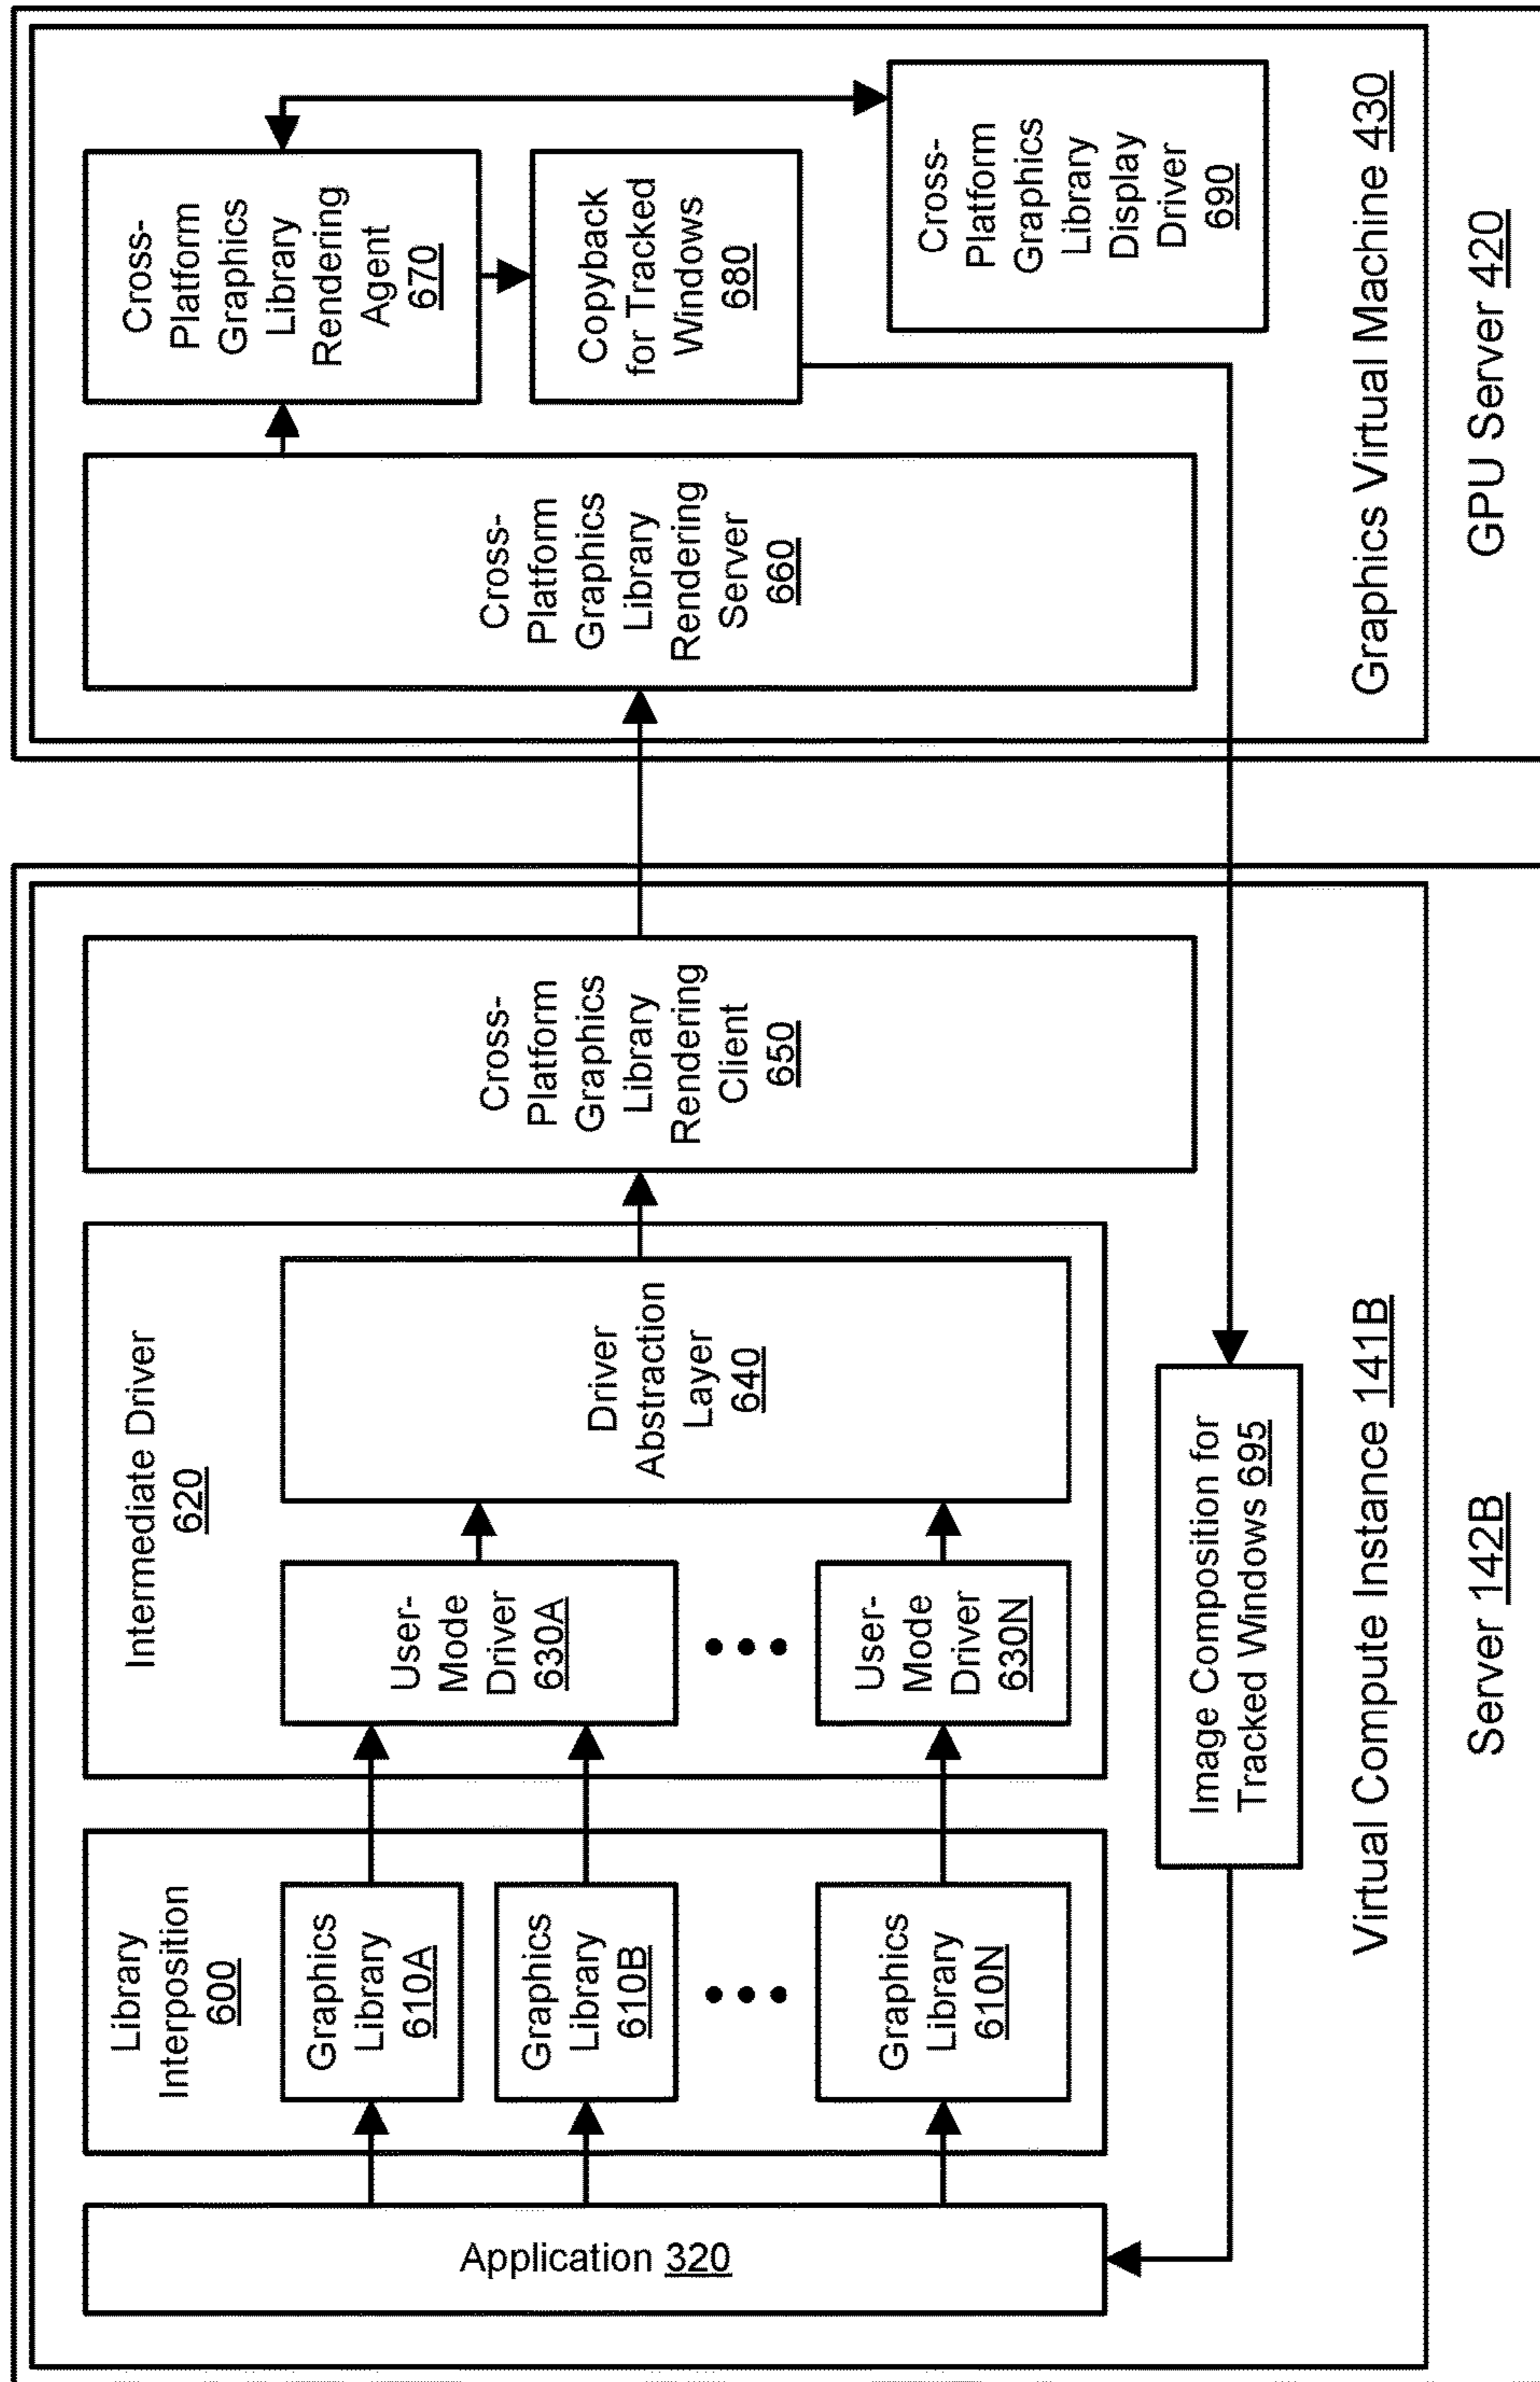 Application 320
Library
Interposition
600
Graphics
Library
610A
Graphics
Library
610B
Graphics
Library
610N
Intermediate Driver
620
User-
Mode
Driver
630A
User-
Mode
Driver
630N
Driver
Abstraction
Layer
640
Cross-
Platform
Graphics
Library
Rendering
Client
650
Image Composition for
Tracked Windows 695
Virtual Compute Instance 141B
Server 142B
Cross-
Platform
Graphics
Library
Rendering
Server
660
Cross-
Platform
Graphics
Library
Rendering
Agent
670
Copyback
for Tracked
Windows
680
Cross-
Platform
Graphics
Library
Display
Driver
690
Graphics Virtual Machine 430
GPU Server 420